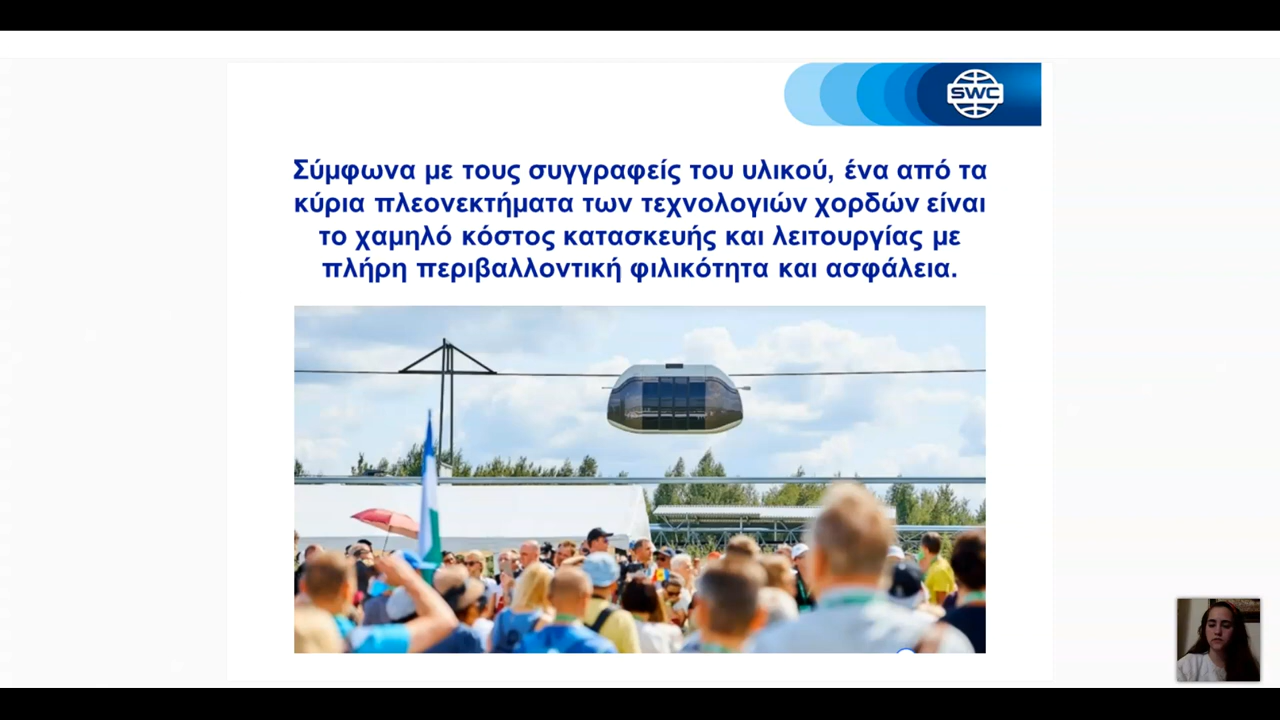 SWC
Σύμφωνα με τους συγγραφείς του υλικού, ένα από τα
κύρια πλεονεκτήματα των τεχνολογιών χορδών είναι
το χαμηλό κόστος κατασκευής και λειτουργίας με
πλήρη περιβαλλοντική φιλικότητα και ασφάλεια.